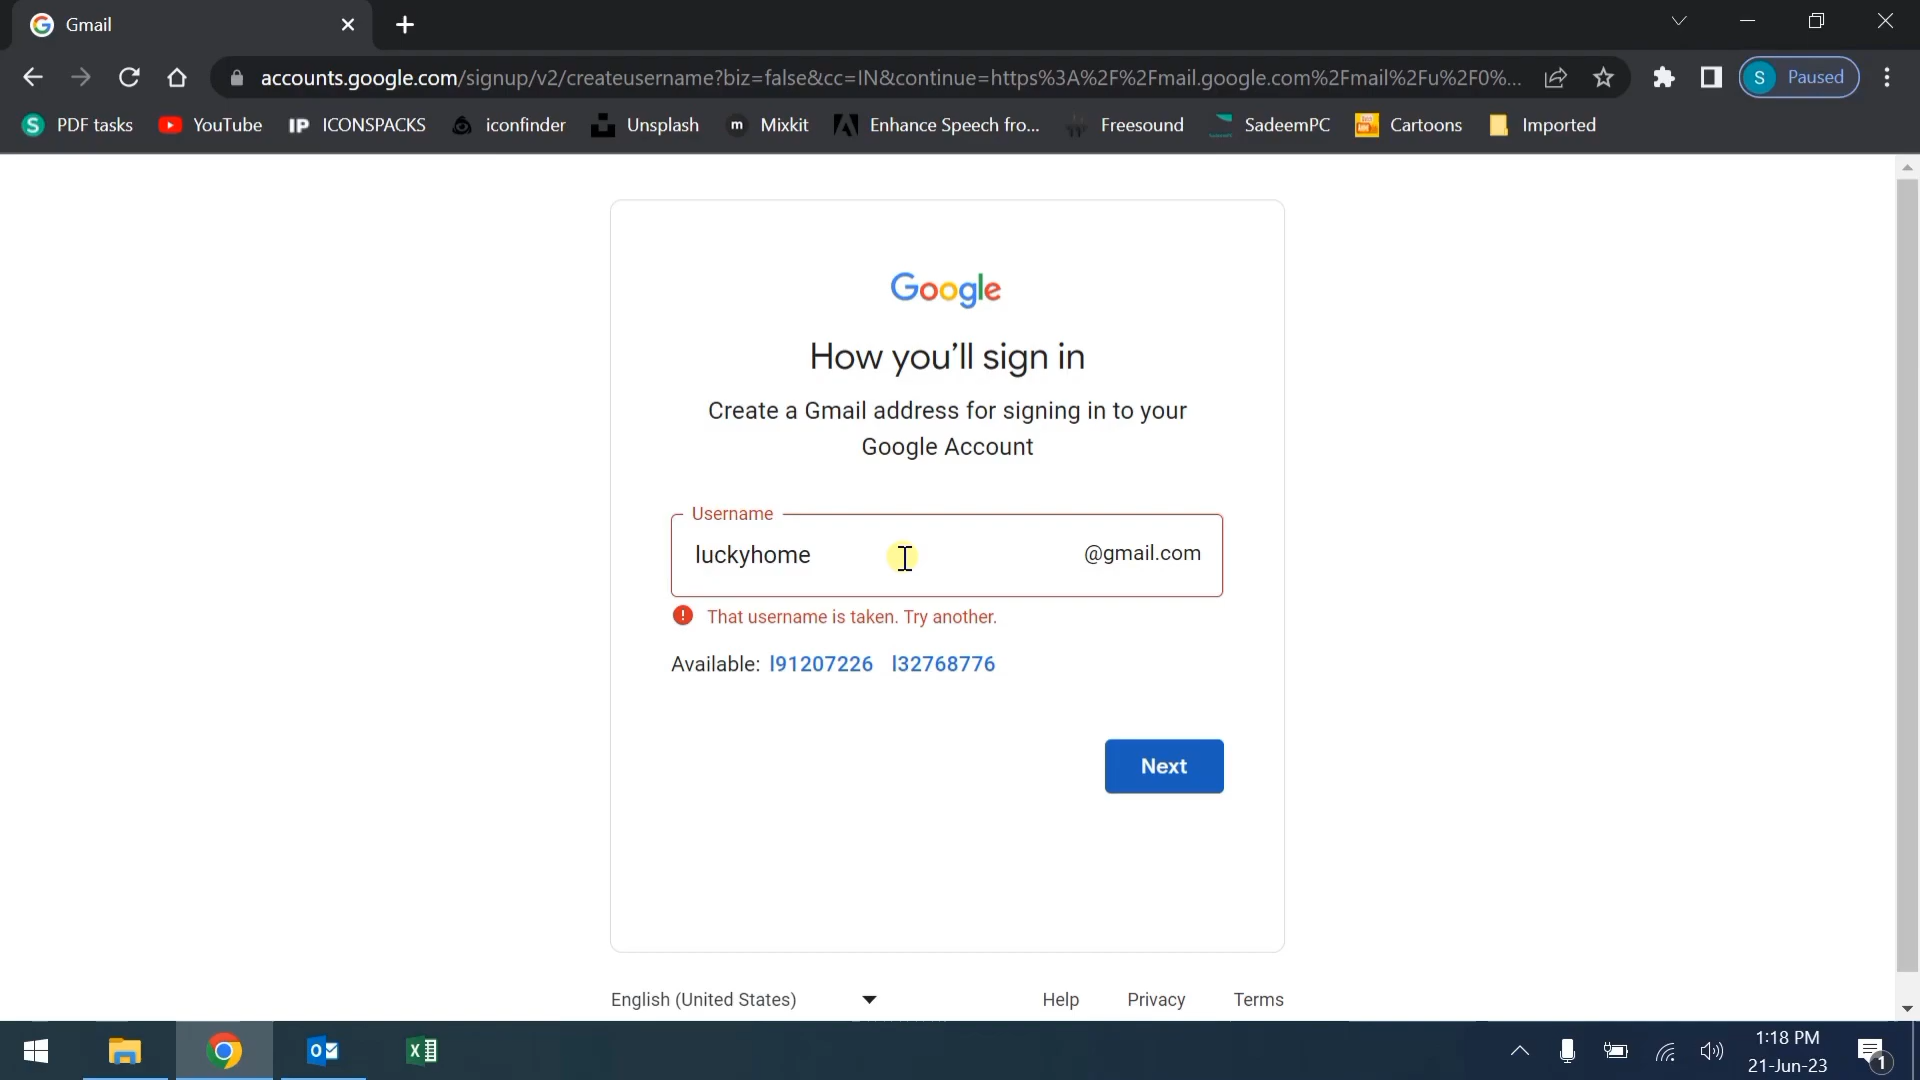 Gmail
accounts.google.com/signup/v2/createusername?biz=false&cc=IN&continue=https%3A%2F%2Fmail.google.com%2Fmail%2Fu%2F0%...
S Paused
S PDF tasks YouTube IP ICONSPACKS iconfinder Unsplash m Mixkit Enhance Speech fro... Freesound SadeemPC Cartoons Imported
Google
How you’ll sign in
Create a Gmail address for signing in to your
Google Account
Username
luckyhome @gmail.com
That username is taken. Try another.
Available: l91207226 l32768776
Next
English (United States) Help Privacy Terms
1:18 PM
21-Jun-23
1